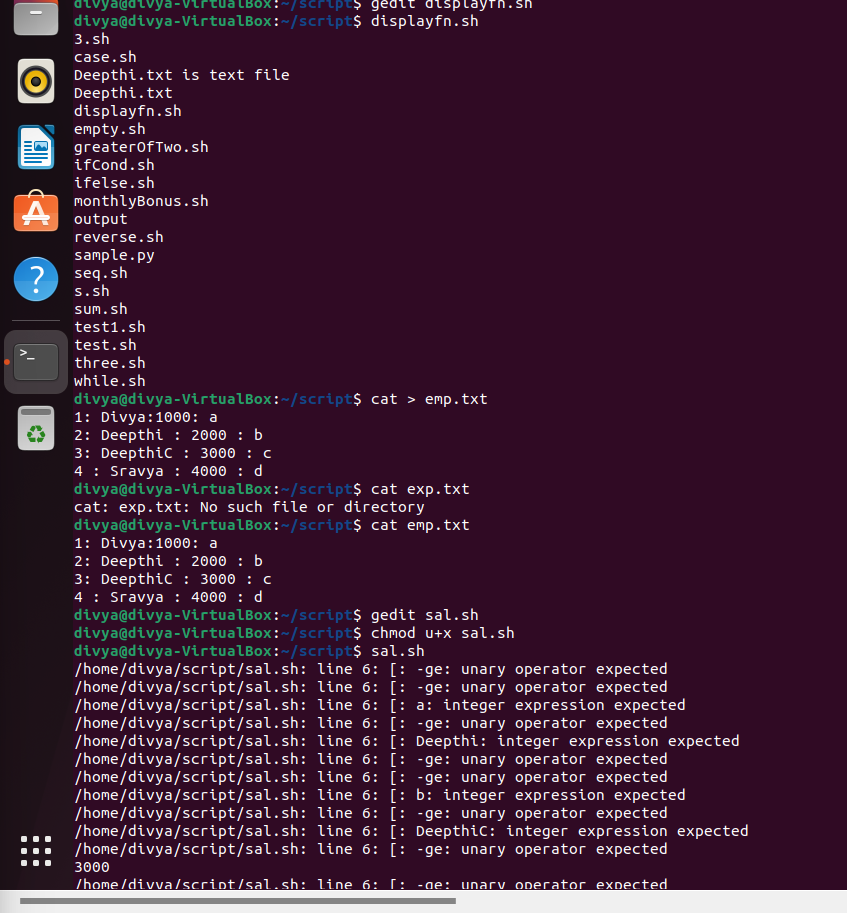 divya@divya-VirtualBox:~/script$ gedit displayfn.sh
divya@divya-VirtualBox:~/script$ displayfn.sh
3.sh
case.sh
Deepthi.txt is text file
Deepthi.txt
displayfn.sh
empty.sh
greaterOfTwo.sh
ifCond.sh
ifelse.sh
monthlyBonus.sh
output
reverse.sh
sample.py
seq.sh
s.sh
sum.sh
test1.sh
test.sh
three.sh
while.sh
divya@divya-VirtualBox:~/script$ cat > emp.txt
1: Divya:1000: a
2: Deepthi : 2000 : b
3: DeepthiC : 3000 : c
4 : Sravya : 4000 : d
divya@divya-VirtualBox:~/script$ cat exp.txt
cat: exp.txt: No such file or directory
divya@divya-VirtualBox:~/script$ cat emp.txt
1: Divya:1000: a
2: Deepthi : 2000 : b
3: DeepthiC : 3000 : c
4 : Sravya : 4000 : d
divya@divya-VirtualBox:~/script$ gedit sal.sh
divya@divya-VirtualBox:~/script$ chmod u+x sal.sh
divya@divya-VirtualBox:~/script$ sal.sh
/home/divya/script/sal.sh: line 6: [: -ge: unary operator expected
/home/divya/script/sal.sh: line 6: [: -ge: unary operator expected
/home/divya/script/sal.sh: line 6: [: a: integer expression expected
/home/divya/script/sal.sh: line 6: [: -ge: unary operator expected
/home/divya/script/sal.sh: line 6: [: Deepthi: integer expression expected
/home/divya/script/sal.sh: line 6: [: -ge: unary operator expected
/home/divya/script/sal.sh: line 6: [: -ge: unary operator expected
/home/divya/script/sal.sh: line 6: [: b: integer expression expected
/home/divya/script/sal.sh: line 6: [: -ge: unary operator expected
/home/divya/script/sal.sh: line 6: [: DeepthiC: integer expression expected
/home/divya/script/sal.sh: line 6: [: -ge: unary operator expected
3000
/home/divya/script/sal.sh: line 6: [: -ge: unary operator expected